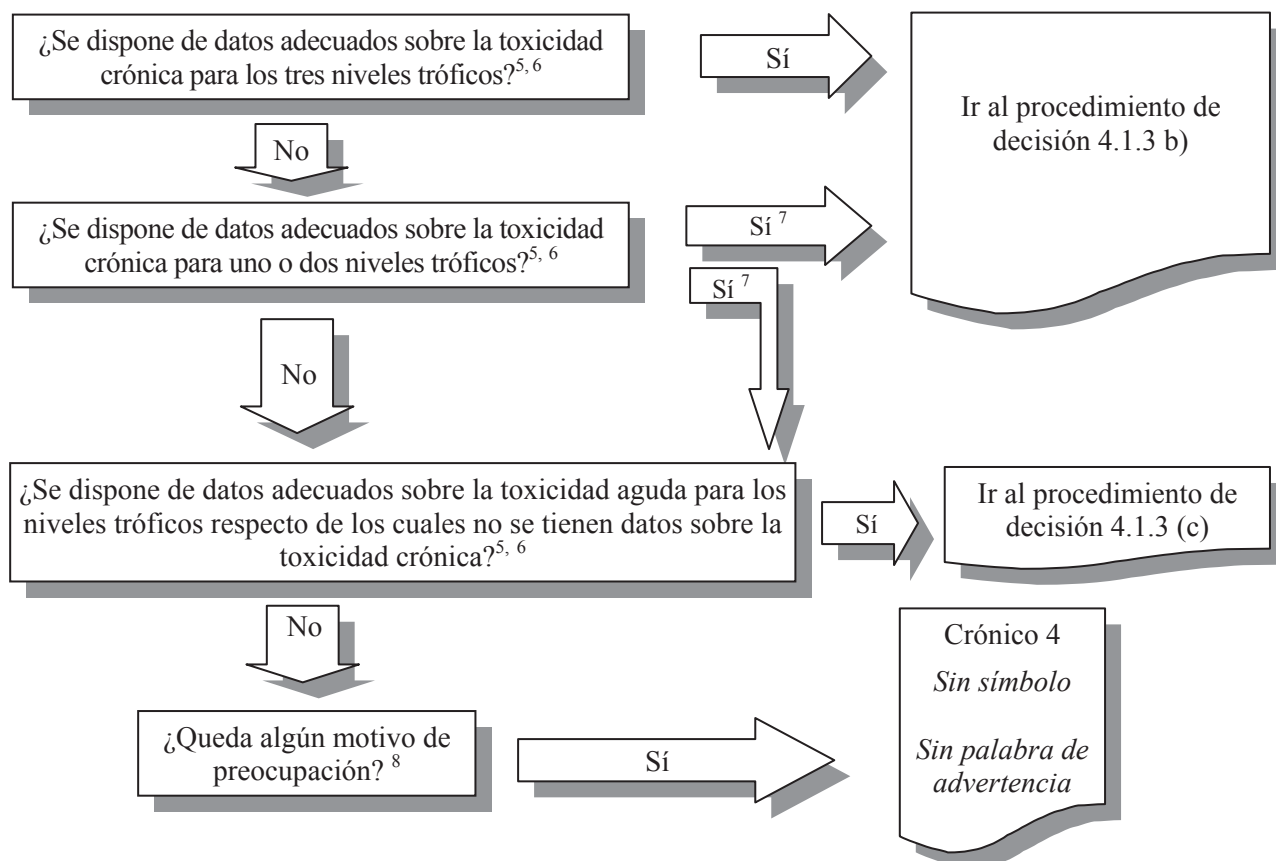 ¿Se dispone de datos adecuados sobre la toxicidad
crónica para los tres niveles tróficos?5, 6
Sí
Ir al procedimiento de
decisión 4.1.3 b)
No
¿Se dispone de datos adecuados sobre la toxicidad
crónica para uno o dos niveles tróficos?5, 6
Sí 7
Sí 7
No
¿Se dispone de datos adecuados sobre la toxicidad aguda para los
niveles tróficos respecto de los cuales no se tienen datos sobre la
toxicidad crónica?5, 6
Sí
Ir al procedimiento de
decisión 4.1.3 (c)
No
¿Queda algún motivo de
preocupación? 8
Sí
Crónico 4
Sin símbolo
Sin palabra de
advertencia